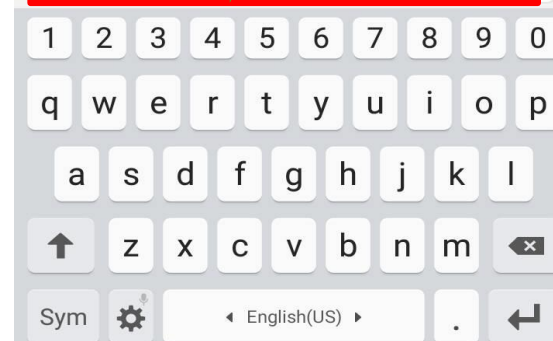 1 2 3 4 5 6 7 8 9 0
q w e r t y u i o p
a s d f g h j k l
z x c v b n m
Sym English(US) .